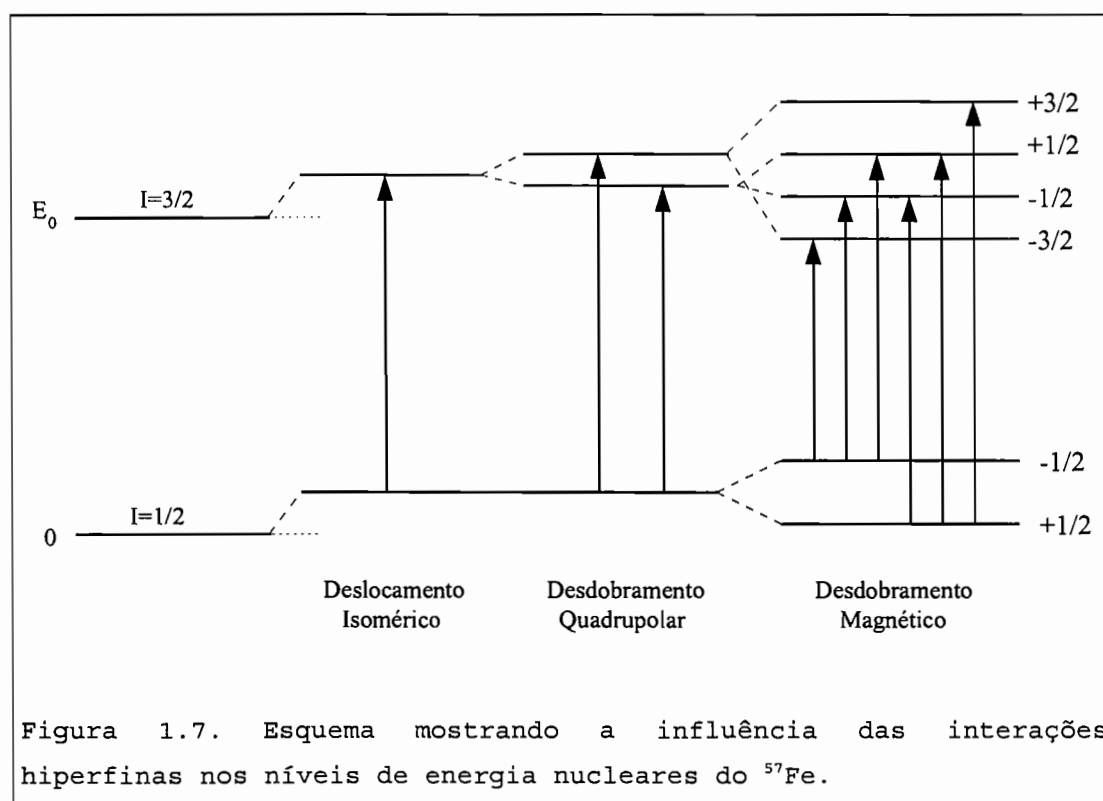 +3/2
+1/2
I=3/2
E₀
-1/2
-3/2
-1/2
I=1/2
0
+1/2
Deslocamento
Isomérico
Desdobramento
Quadrupolar
Desdobramento
Magnético
Figura 1.7. Esquema mostrando a influência das interações
hiperfinas nos níveis de energia nucleares do ⁵⁷Fe.